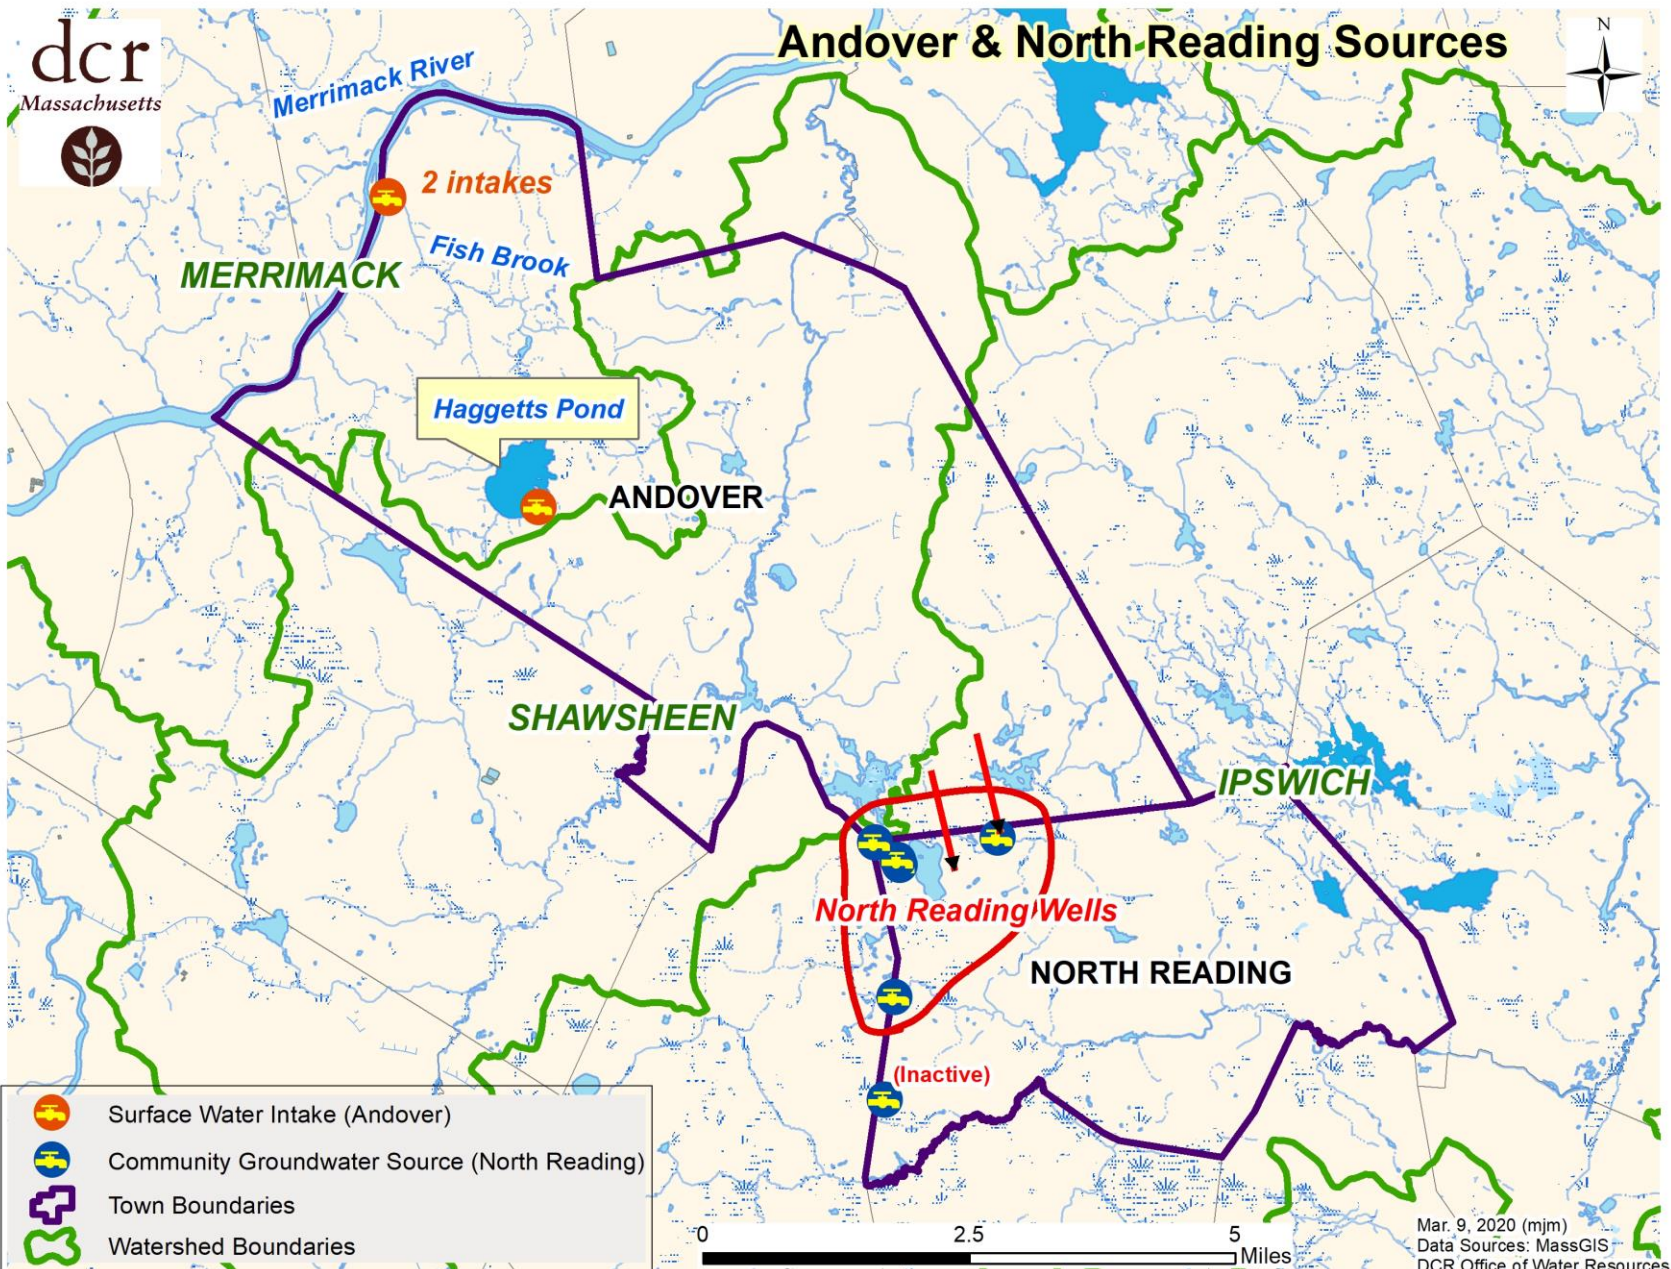 dcr
Massachusetts
Andover & North Reading Sources
N
Merrimack River
2 intakes
Fish Brook
MERRIMACK
Haggetts Pond
ANDOVER
SHAWSHEEN
IPSWICH
North Reading Wells
NORTH READING
(Inactive)
Surface Water Intake (Andover)
Community Groundwater Source (North Reading)
Town Boundaries
Watershed Boundaries
0 2.5 5
Miles
Mar. 9, 2020 (mjm)
Data Sources: MassGIS
DCR Office of Water Resources